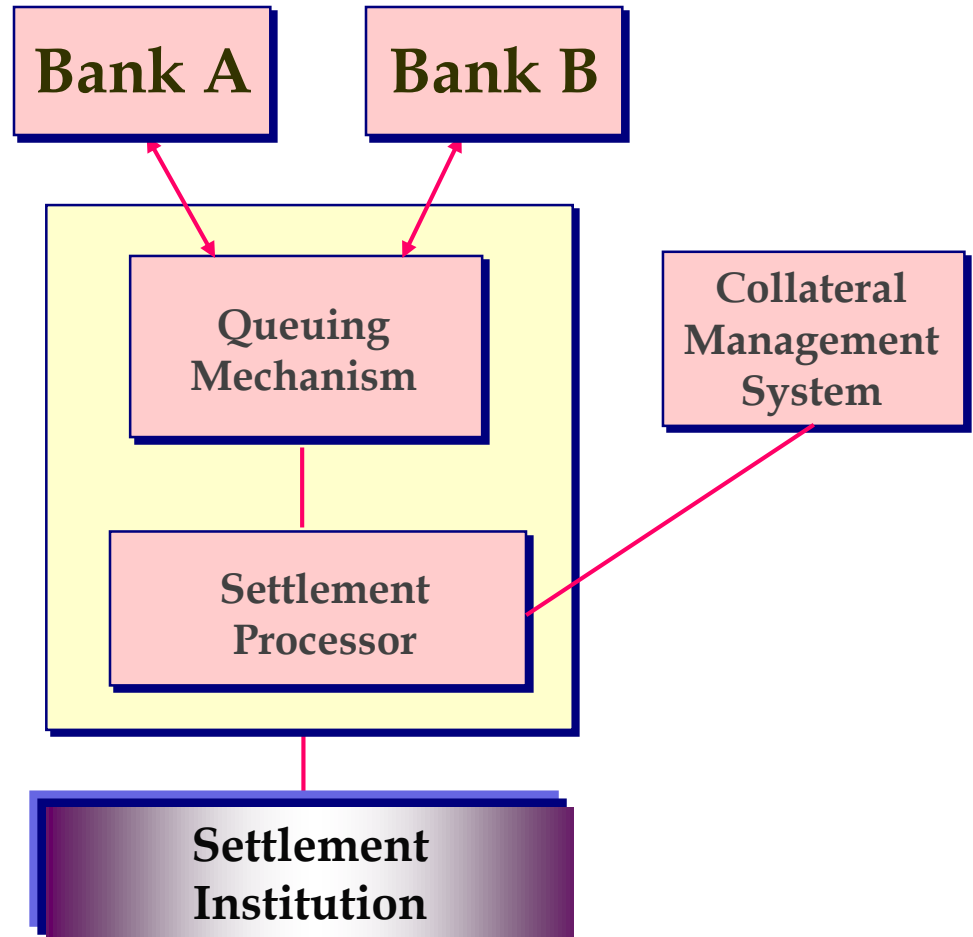 Bank A
Bank B
Queuing
Mechanism
Collateral
Management
System
Settlement
Processor
Settlement
Institution